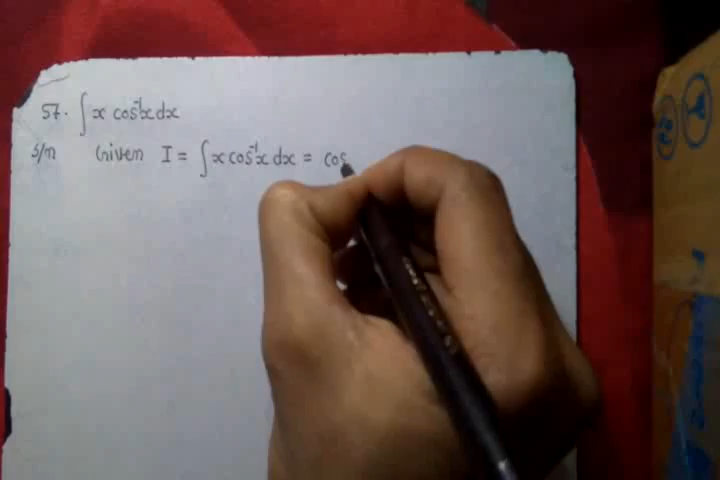 57. ∫ x cos⁻¹x dx
s/n Given I = ∫ x cos⁻¹x dx = cos